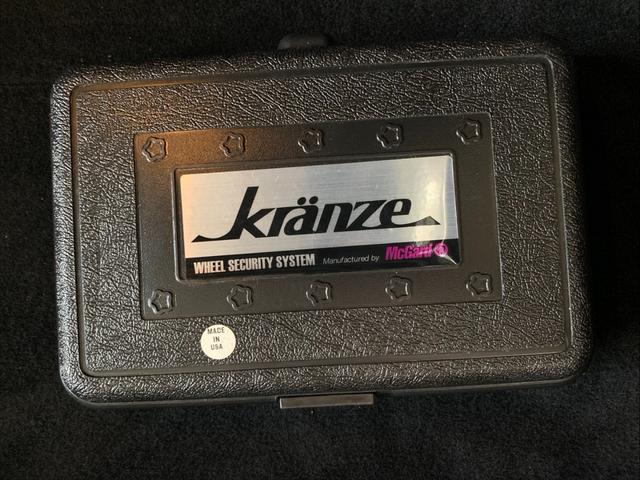 kränze
WHEEL SECURITY SYSTEM Manufactured by McGard
MADE
IN
USA